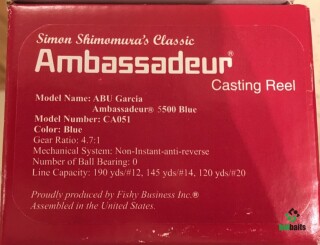 Simon Shimomura's Classic
Ambassadeur®
Casting Reel
Model Name: ABU Garcia
Ambassadeur® 5500 Blue
Model Number: CA051
Color: Blue
Gear Ratio: 4.7:1
Mechanical System: Non-Instant-anti-reverse
Number of Ball Bearing: 0
Line Capacity: 190 yds/#12, 145 yds/#14, 120 yds/#20
Proudly produced by Fishy Business Inc.®
Assembled in the United States.